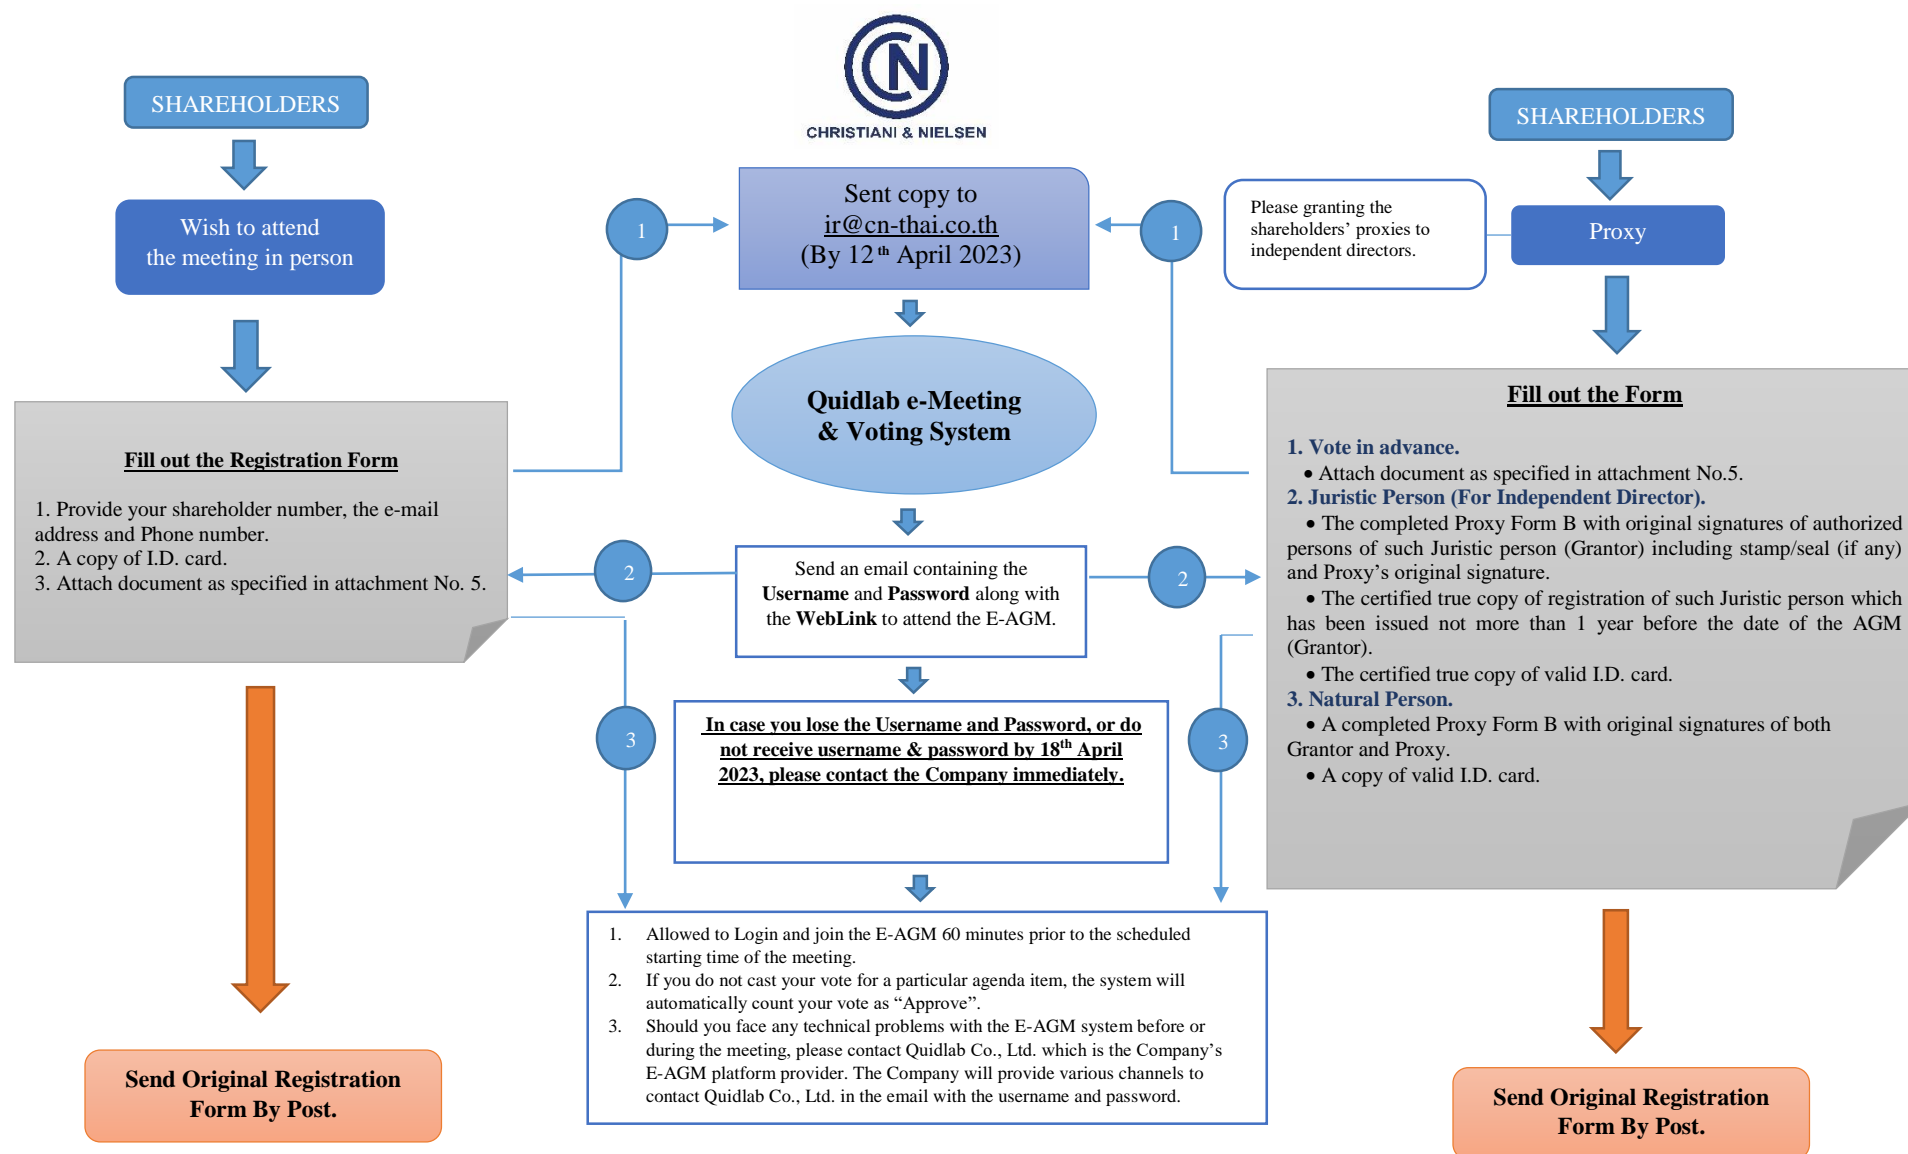 CN
CHRISTIANI & NIELSEN
SHAREHOLDERS
Wish to attend
the meeting in person
Fill out the Registration Form
1. Provide your shareholder number, the e-mail
address and Phone number.
2. A copy of I.D. card.
3. Attach document as specified in attachment No. 5.
Send Original Registration
Form By Post.
1
2
3
Sent copy to
ir@cn-thai.co.th
(By 12th April 2023)
Quidlab e-Meeting
& Voting System
Send an email containing the
Username and Password along with
the WebLink to attend the E-AGM.
In case you lose the Username and Password, or do
not receive username & password by 18th April
2023, please contact the Company immediately.
1. Allowed to Login and join the E-AGM 60 minutes prior to the scheduled
starting time of the meeting.
2. If you do not cast your vote for a particular agenda item, the system will
automatically count your vote as “Approve”.
3. Should you face any technical problems with the E-AGM system before or
during the meeting, please contact Quidlab Co., Ltd. which is the Company’s
E-AGM platform provider. The Company will provide various channels to
contact Quidlab Co., Ltd. in the email with the username and password.
1
2
3
SHAREHOLDERS
Please granting the
shareholders’ proxies to
independent directors.
Proxy
Fill out the Form
1. Vote in advance.
• Attach document as specified in attachment No.5.
2. Juristic Person (For Independent Director).
• The completed Proxy Form B with original signatures of authorized
persons of such Juristic person (Grantor) including stamp/seal (if any)
and Proxy’s original signature.
• The certified true copy of registration of such Juristic person which
has been issued not more than 1 year before the date of the AGM
(Grantor).
• The certified true copy of valid I.D. card.
3. Natural Person.
• A completed Proxy Form B with original signatures of both
Grantor and Proxy.
• A copy of valid I.D. card.
Send Original Registration
Form By Post.